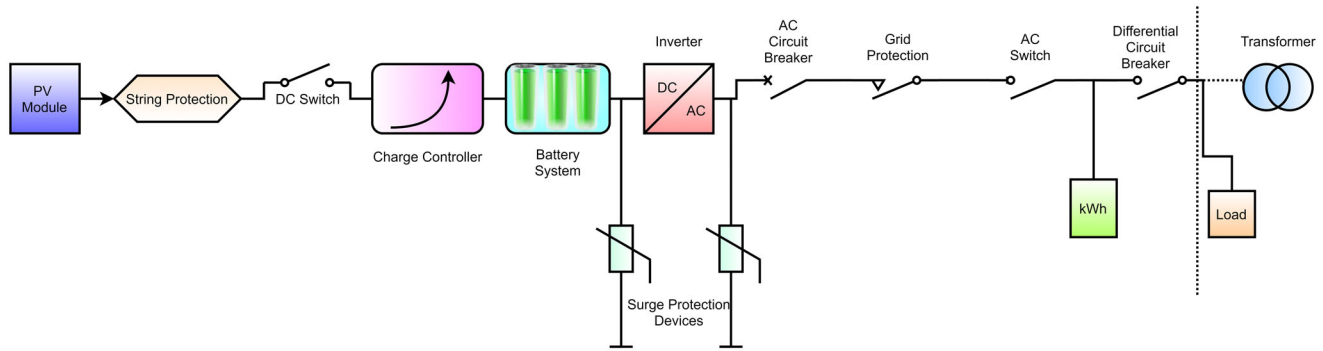 PV
Module
String Protection
DC Switch
Charge Controller
Battery
System
Inverter
DC
AC
Surge Protection
Devices
AC
Circuit
Breaker
Grid
Protection
AC
Switch
kWh
Differential
Circuit
Breaker
Load
Transformer